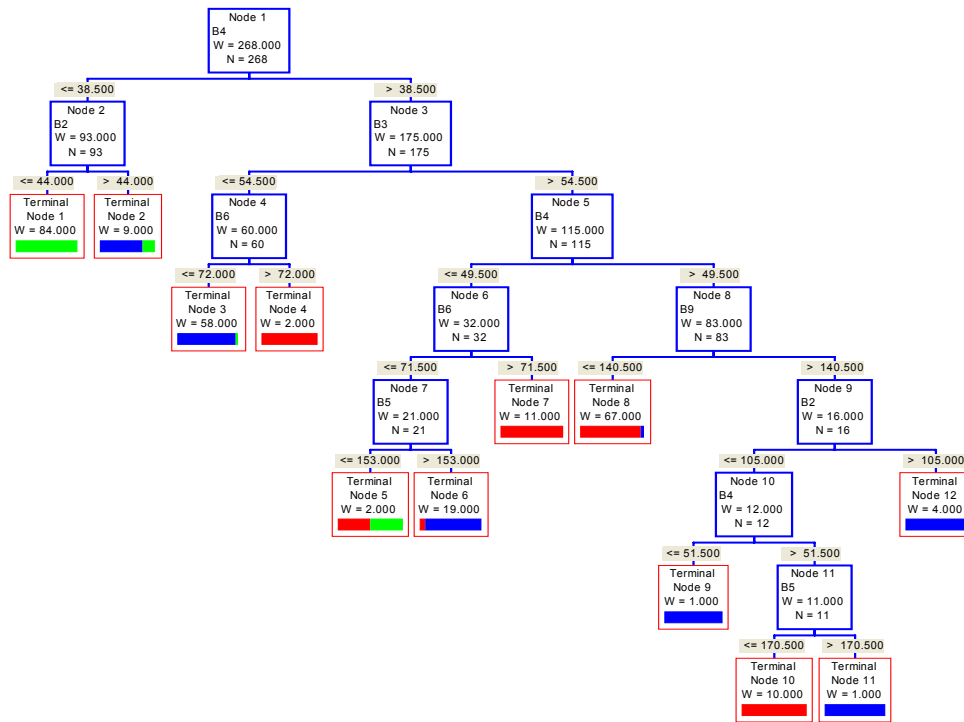 Node 1
B4
W = 268.000
N = 268
<= 38.500
> 38.500
Node 2
B2
W = 93.000
N = 93
Node 3
B3
W = 175.000
N = 175
<= 44.000
> 44.000
<= 54.500
> 54.500
Terminal
Node 1
W = 84.000
Terminal
Node 2
W = 9.000
Node 4
B6
W = 60.000
N = 60
Node 5
B4
W = 115.000
N = 115
<= 72.000
> 72.000
<= 49.500
> 49.500
Terminal
Node 3
W = 58.000
Terminal
Node 4
W = 2.000
Node 6
B6
W = 32.000
N = 32
Node 8
B9
W = 83.000
N = 83
<= 71.500
> 71.500
<= 140.500
> 140.500
Node 7
B5
W = 21.000
N = 21
Terminal
Node 7
W = 11.000
Terminal
Node 8
W = 67.000
Node 9
B2
W = 16.000
N = 16
<= 153.000
> 153.000
<= 105.000
> 105.000
Terminal
Node 5
W = 2.000
Terminal
Node 6
W = 19.000
Node 10
B4
W = 12.000
N = 12
Terminal
Node 12
W = 4.000
<= 51.500
> 51.500
Terminal
Node 9
W = 1.000
Node 11
B5
W = 11.000
N = 11
<= 170.500
> 170.500
Terminal
Node 10
W = 10.000
Terminal
Node 11
W = 1.000